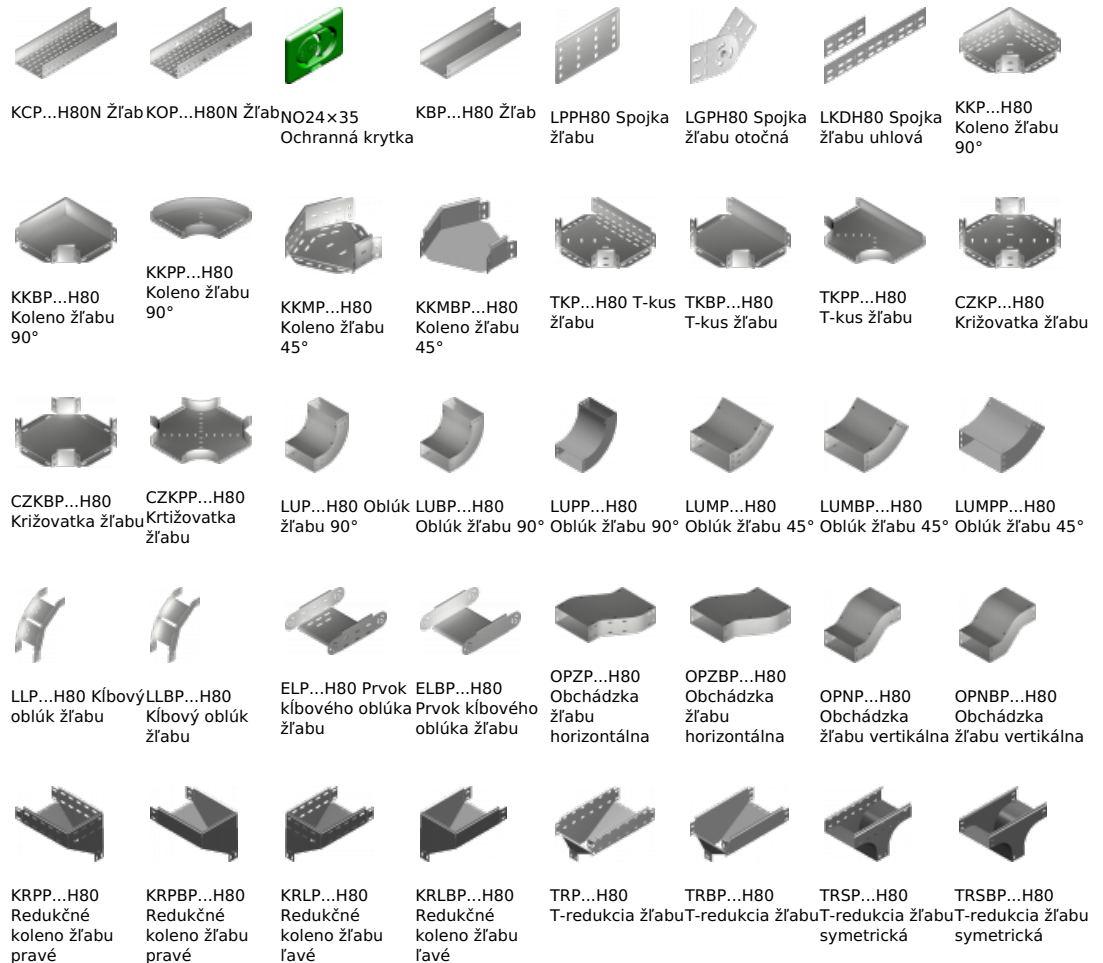 KCP...H80N Žľab
KOP...H80N Žľab
NO24×35
Ochranná krytka
KBP...H80 Žľab
LPPH80 Spojka
žľabu
LGPH80 Spojka
žľabu otočná
LKDH80 Spojka
žľabu uhlová
KKP...H80
Koleno žľabu
90°
KKBP...H80
Koleno žľabu
90°
KKPP...H80
Koleno žľabu
90°
KKMP...H80
Koleno žľabu
45°
KKMBP...H80
Koleno žľabu
45°
TKP...H80 T-kus
žľabu
TKBP...H80
T-kus žľabu
TKPP...H80
T-kus žľabu
CZKP...H80
Križovatka žľabu
CZKBP...H80
Križovatka žľabu
CZKPP...H80
Krtižovatka
žľabu
LUP...H80 Oblúk
žľabu 90°
LUBP...H80
Oblúk žľabu 90°
LUPP...H80
Oblúk žľabu 90°
LUMP...H80
Oblúk žľabu 45°
LUMBP...H80
Oblúk žľabu 45°
LUMPP...H80
Oblúk žľabu 45°
LLP...H80 Kĺbový
oblúk žľabu
LLBP...H80
Kĺbový oblúk
žľabu
ELP...H80 Prvok
kĺbového oblúka
žľabu
ELBP...H80
Prvok kĺbového
oblúka žľabu
OPZP...H80
Obchádzka
žľabu
horizontálna
OPZBP...H80
Obchádzka
žľabu
horizontálna
OPNP...H80
Obchádzka
žľabu vertikálna
OPNBP...H80
Obchádzka
žľabu vertikálna
KRPP...H80
Redukčné
koleno žľabu
pravé
KRPBP...H80
Redukčné
koleno žľabu
pravé
KRLP...H80
Redukčné
koleno žľabu
ľavé
KRLBP...H80
Redukčné
koleno žľabu
ľavé
TRP...H80
T-redukcia žľabu
TRBP...H80
T-redukcia žľabu
TRSP...H80
T-redukcia žľabu
symetrická
TRSBP...H80
T-redukcia žľabu
symetrická